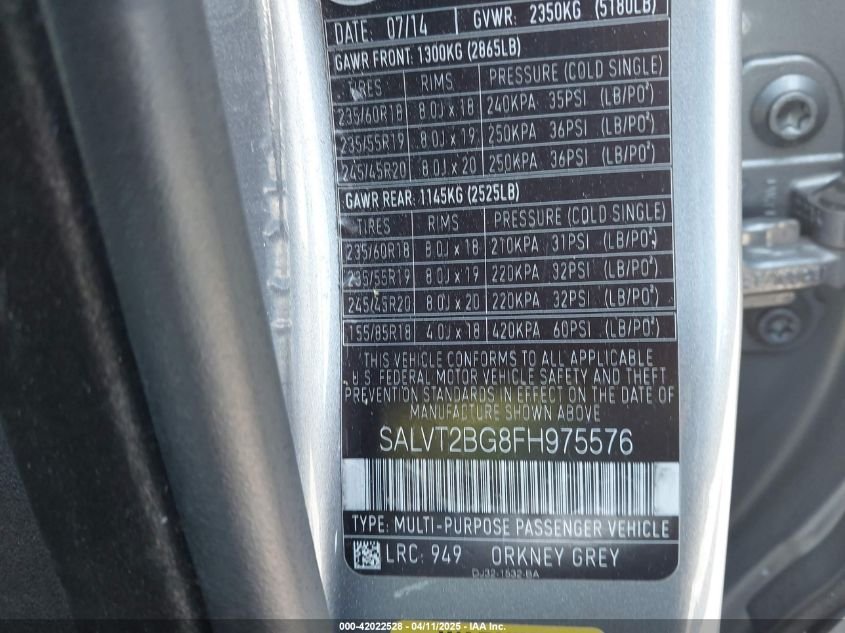 DATE: 07/14 GVWR: 2350KG (5180LB)
GAWR FRONT: 1300KG (2865LB)
TIRES RIMS PRESSURE (COLD SINGLE)
235/60R18 8.0J x 18 240KPA 35PSI (LB/PO²)
235/55R19 8.0J x 19 250KPA 36PSI (LB/PO²)
245/45R20 8.0J x 20 250KPA 36PSI (LB/PO²)
GAWR REAR: 1145KG (2525LB)
TIRES RIMS PRESSURE (COLD SINGLE)
235/60R18 8.0J x 18 210KPA 31PSI (LB/PO²)
235/55R19 8.0J x 19 220KPA 32PSI (LB/PO²)
245/45R20 8.0J x 20 220KPA 32PSI (LB/PO²)
155/85R18 4.0J x 18 420KPA 60PSI (LB/PO²)
THIS VEHICLE CONFORMS TO ALL APPLICABLE
U.S. FEDERAL MOTOR VEHICLE SAFETY AND THEFT
PREVENTION STANDARDS IN EFFECT ON THE DATE OF
MANUFACTURE SHOWN ABOVE
SALVT2BG8FH975576
TYPE: MULTI-PURPOSE PASSENGER VEHICLE
LRC: 949 ORKNEY GREY
DJ32-1532-BA
000-42022528 - 04/11/2025 - IAA Inc.